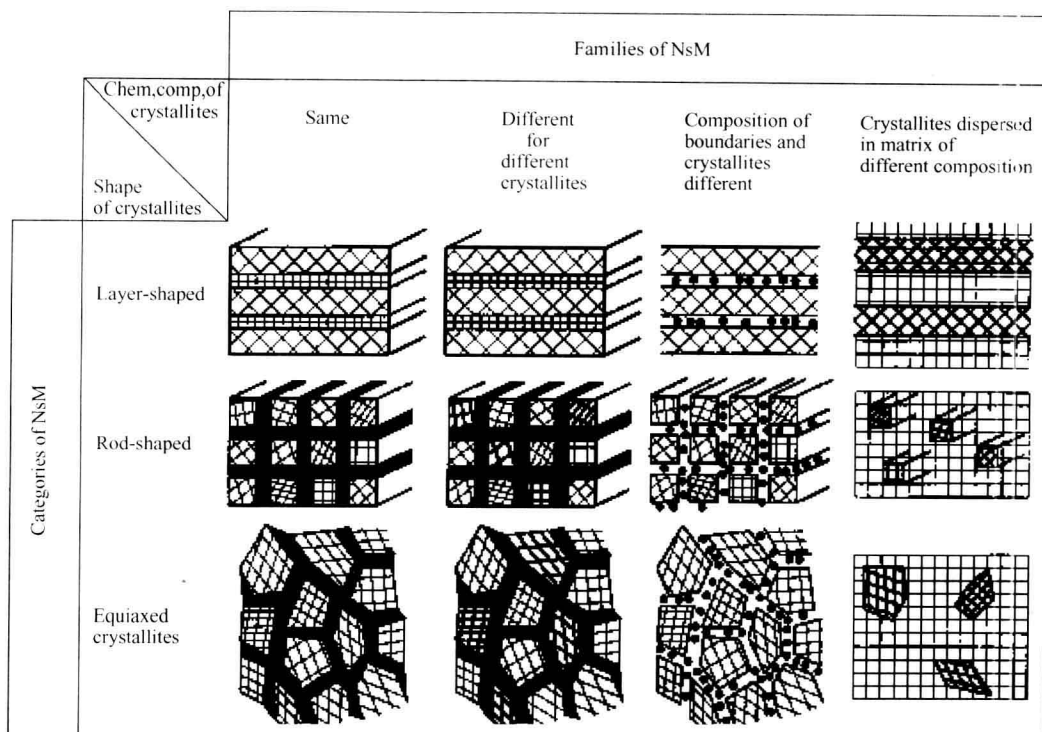 Families of NsM
Chem,comp,of
crystallites
Shape
of crystallites
Same
Different
for
different
crystallites
Composition of
boundaries and
crystallites
different
Crystallites dispersed
in matrix of
different composition
Categories of NsM
Layer-shaped
Rod-shaped
Equiaxed
crystallites